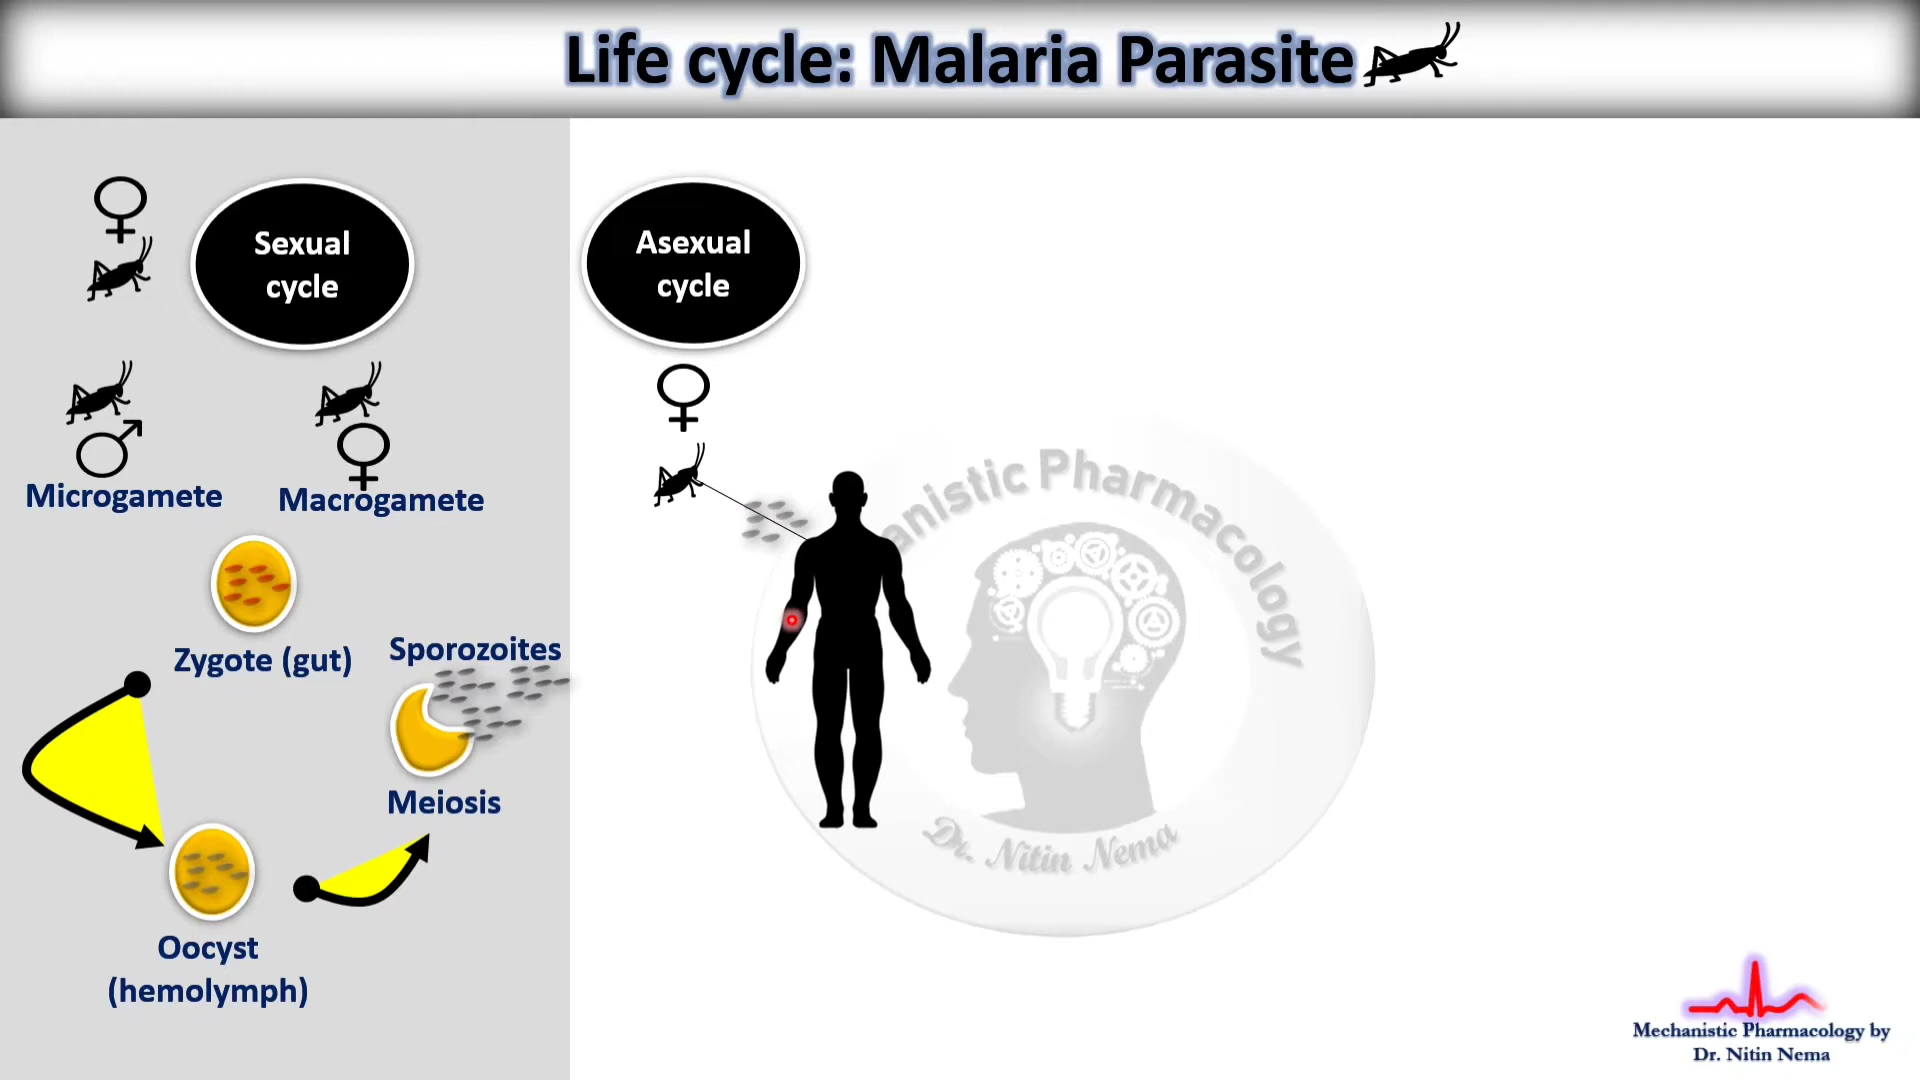 Life cycle: Malaria Parasite
Sexual
cycle
Asexual
cycle
Microgamete
Macrogamete
Zygote (gut)
Sporozoites
Meiosis
Oocyst
(hemolymph)
anistic Pharmacology
Dr. Nitin Nema
Mechanistic Pharmacology by
Dr. Nitin Nema